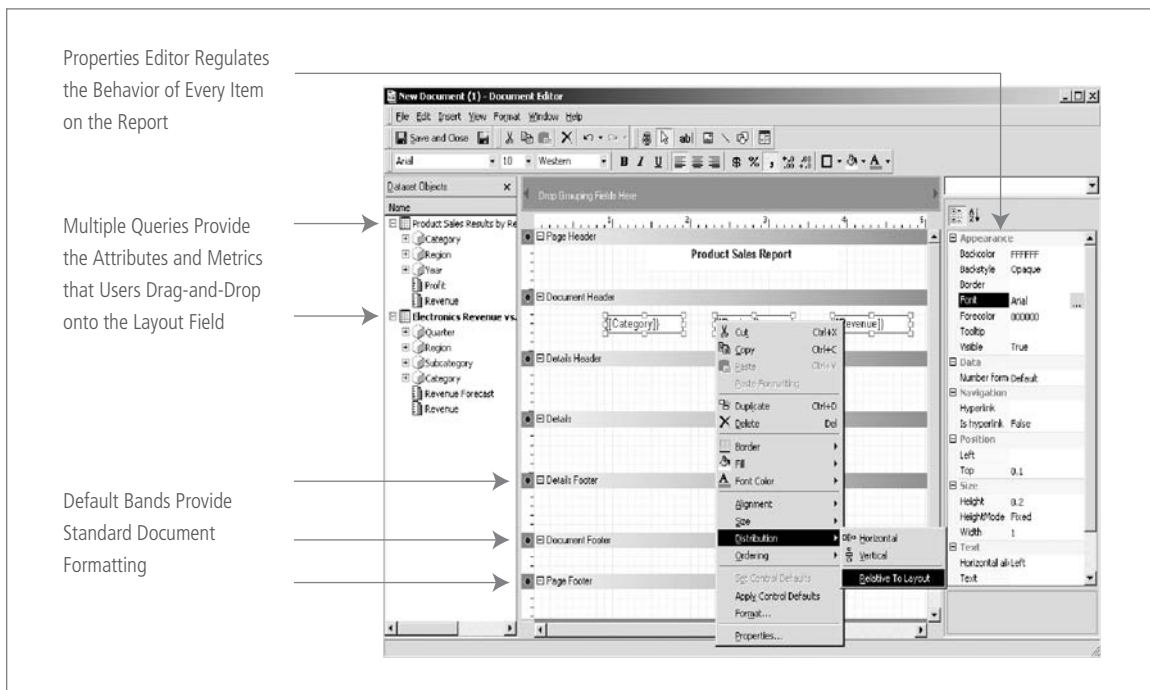 Properties Editor Regulates
the Behavior of Every Item
on the Report
Multiple Queries Provide
the Attributes and Metrics
that Users Drag-and-Drop
onto the Layout Field
Default Bands Provide
Standard Document
Formatting
New Document (1) - Document Editor
File Edit Insert View Format Window Help
Save and Close
Arial 10 Western B I U $ % ,
Dataset Objects
Name
Product Sales Results by Re
Category
Region
Year
Profit
Revenue
Electronics Revenue vs.
Quarter
Region
Subcategory
Category
Revenue Forecast
Revenue
Drop Grouping Fields Here
1 2 3 4 5
Page Header
Product Sales Report
Document Header
{[Category]}
Revenue]}
Details Header
Details
Details Footer
Document Footer
Page Footer
Cut Ctrl+X
Copy Ctrl+C
Paste Ctrl+V
Paste Formatting
Duplicate Ctrl+D
Delete Del
Border
Fill
Font Color
Alignment
Size
Distribution
Ordering
Set Control Defaults
Apply Control Defaults
Format...
Properties...
Horizontal
Vertical
Relative To Layout
Appearance
Backcolor FFFFFF
Backstyle Opaque
Border
Font Arial ...
Forecolor 000000
Tooltip
Visible True
Data
Number form Default
Navigation
Hyperlink
Is hyperlink False
Position
Left
Top 0.1
Size
Height 0.2
HeightMode Fixed
Width 1
Text
Horizontal ali Left
Text